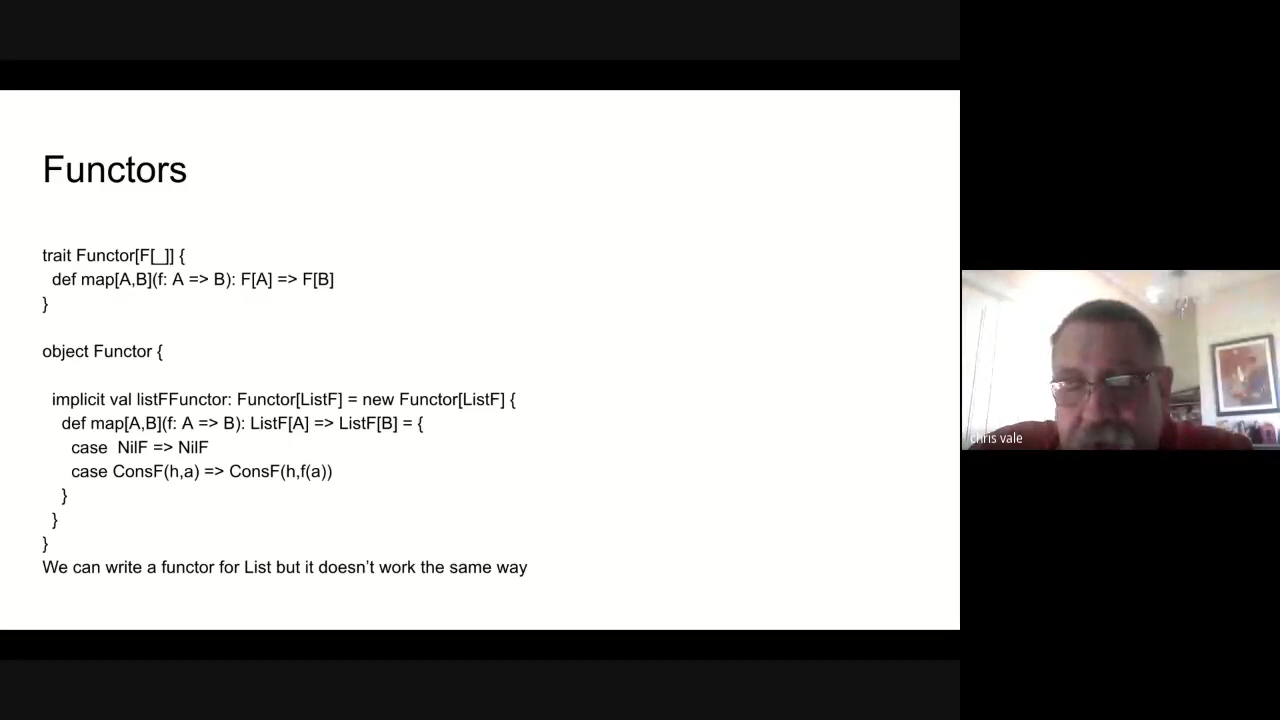 Functors
trait Functor[F[_]] {
def map[A,B](f: A => B): F[A] => F[B]
}
object Functor {
implicit val listFFunctor: Functor[ListF] = new Functor[ListF] {
def map[A,B](f: A => B): ListF[A] => ListF[B] = {
case  NilF => NilF
case ConsF(h,a) => ConsF(h,f(a))
}
}
}
We can write a functor for List but it doesn’t work the same way
chris vale